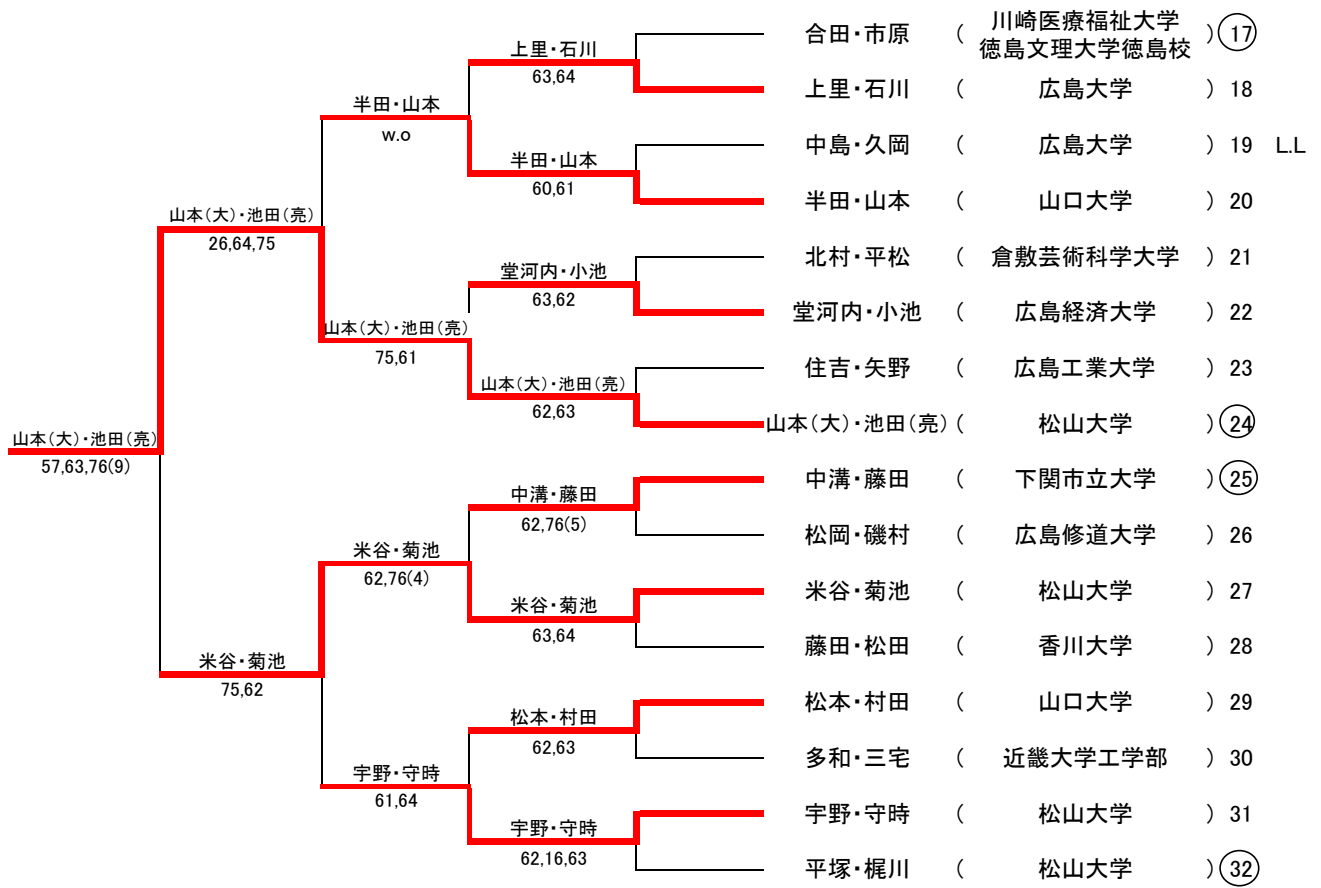 合田・市原 ( 川崎医療福祉大学 徳島文理大学徳島校 ) 17
上里・石川
63,64
上里・石川 ( 広島大学 ) 18
半田・山本
w.o
中島・久岡 ( 広島大学 ) 19 L.L
半田・山本
60,61
半田・山本 ( 山口大学 ) 20
山本(大)・池田(亮)
26,64,75
北村・平松 ( 倉敷芸術科学大学 ) 21
堂河内・小池
63,62
堂河内・小池 ( 広島経済大学 ) 22
山本(大)・池田(亮)
75,61
住吉・矢野 ( 広島工業大学 ) 23
山本(大)・池田(亮)
62,63
山本(大)・池田(亮) ( 松山大学 ) 24
山本(大)・池田(亮)
57,63,76(9)
中溝・藤田 ( 下関市立大学 ) 25
中溝・藤田
62,76(5)
松岡・磯村 ( 広島修道大学 ) 26
米谷・菊池
62,76(4)
米谷・菊池 ( 松山大学 ) 27
米谷・菊池
63,64
藤田・松田 ( 香川大学 ) 28
米谷・菊池
75,62
松本・村田 ( 山口大学 ) 29
松本・村田
62,63
多和・三宅 ( 近畿大学工学部 ) 30
宇野・守時
61,64
宇野・守時 ( 松山大学 ) 31
宇野・守時
62,16,63
平塚・梶川 ( 松山大学 ) 32